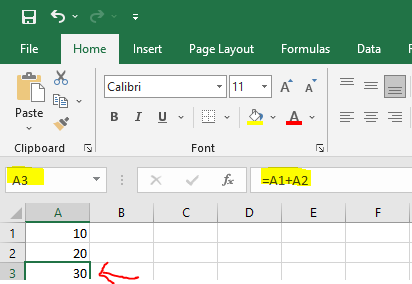 File Home Insert Page Layout Formulas Data
Paste
Calibri 11 A A
B I U A
Clipboard Font
A3 fx =A1+A2
A B C D E F
1 10
2 20
3 30